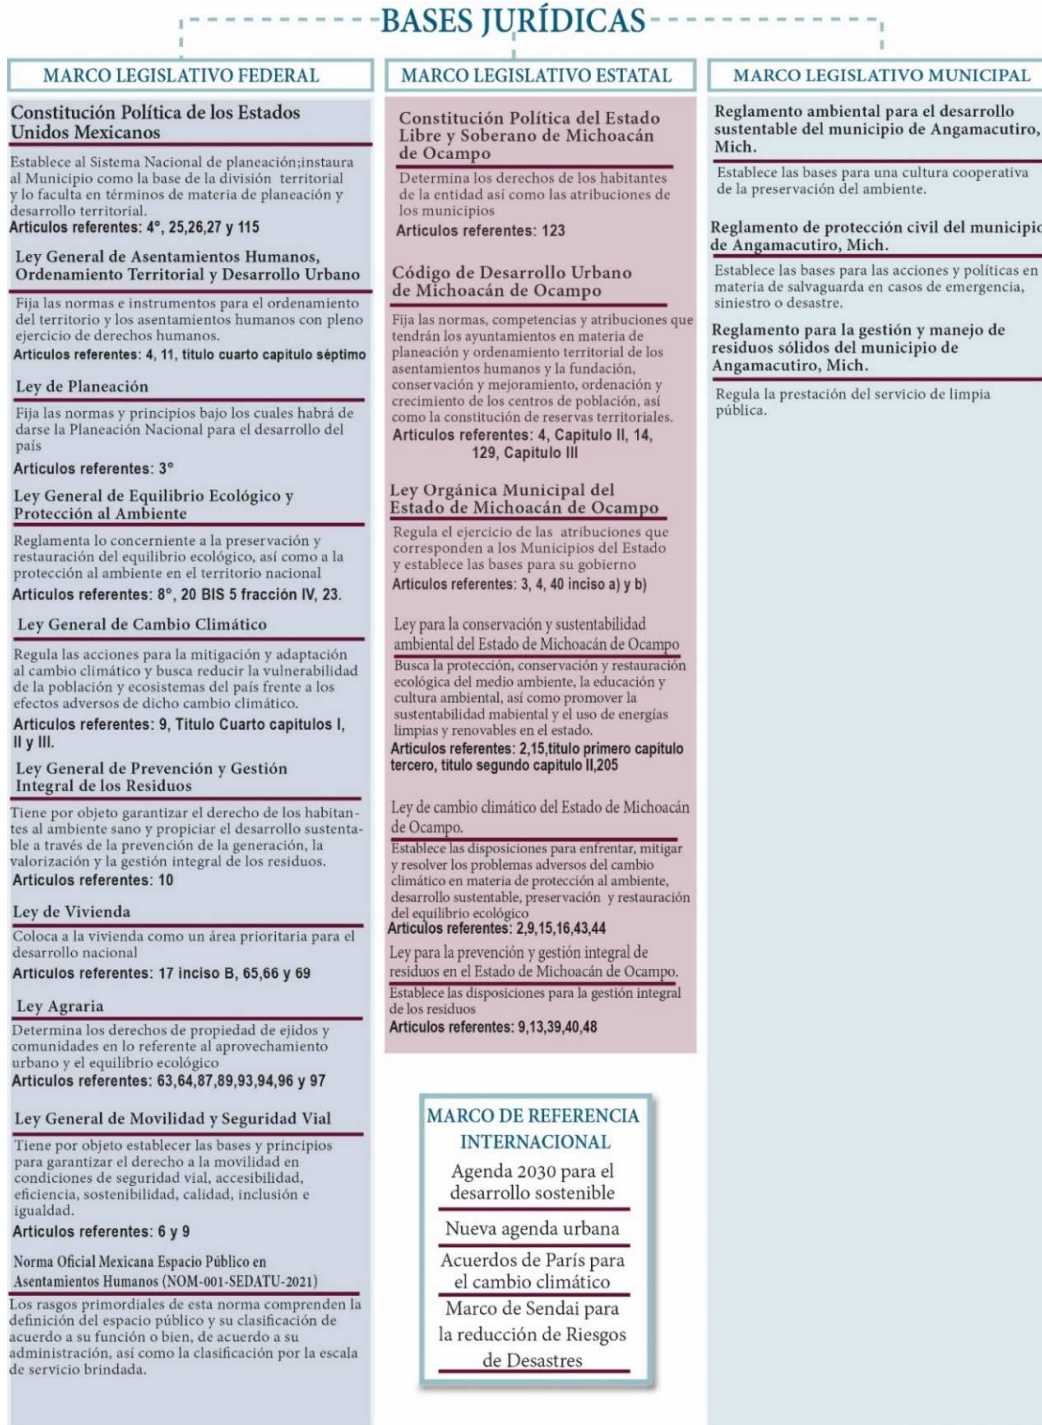 BASES JURÍDICAS
MARCO LEGISLATIVO FEDERAL
Constitución Política de los Estados
Unidos Mexicanos
Establece al Sistema Nacional de planeación;instaura
al Municipio como la base de la división territorial
y lo faculta en términos de materia de planeación y
desarrollo territorial.
Articulos referentes: 4°, 25,26,27 y 115
Ley General de Asentamientos Humanos,
Ordenamiento Territorial y Desarrollo Urbano
Fija las normas e instrumentos para el ordenamiento
del territorio y los asentamientos humanos con pleno
ejercicio de derechos humanos.
Articulos referentes: 4, 11, titulo cuarto capitulo séptimo
Ley de Planeación
Fija las normas y principios bajo los cuales habrá de
darse la Planeación Nacional para el desarrollo del
país
Articulos referentes: 3°
Ley General de Equilibrio Ecológico y
Protección al Ambiente
Reglamenta lo concerniente a la preservación y
restauración del equilibrio ecológico, así como a la
protección al ambiente en el territorio nacional
Articulos referentes: 8°, 20 BIS 5 fracción IV, 23.
Ley General de Cambio Climático
Regula las acciones para la mitigación y adaptación
al cambio climático y busca reducir la vulnerabilidad
de la población y ecosistemas del país frente a los
efectos adversos de dicho cambio climático.
Articulos referentes: 9, Titulo Cuarto capitulos I,
II y III.
Ley General de Prevención y Gestión
Integral de los Residuos
Tiene por objeto garantizar el derecho de los habitan-
tes al ambiente sano y propiciar el desarrollo sustenta-
ble a través de la prevención de la generación, la
valorización y la gestión integral de los residuos.
Articulos referentes: 10
Ley de Vivienda
Coloca a la vivienda como un área prioritaria para el
desarrollo nacional
Articulos referentes: 17 inciso B, 65,66 y 69
Ley Agraria
Determina los derechos de propiedad de ejidos y
comunidades en lo referente al aprovechamiento
urbano y el equilibrio ecológico
Articulos referentes: 63,64,87,89,93,94,96 y 97
Ley General de Movilidad y Seguridad Vial
Tiene por objeto establecer las bases y principios
para garantizar el derecho a la movilidad en
condiciones de seguridad vial, accesibilidad,
eficiencia, sostenibilidad, calidad, inclusión e
igualdad.
Articulos referentes: 6 y 9
Norma Oficial Mexicana Espacio Público en
Asentamientos Humanos (NOM-001-SEDATU-2021)
Los rasgos primordiales de esta norma comprenden la
definición del espacio público y su clasificación de
acuerdo a su función o bien, de acuerdo a su
administración, así como la clasificación por la escala
de servicio brindada.
MARCO LEGISLATIVO ESTATAL
Constitución Política del Estado
Libre y Soberano de Michoacán
de Ocampo
Determina los derechos de los habitantes
de la entidad así como las atribuciones de
los municipios
Articulos referentes: 123
Código de Desarrollo Urbano
de Michoacán de Ocampo
Fija las normas, competencias y atribuciones que
tendrán los ayuntamientos en materia de
planeación y ordenamiento territorial de los
asentamientos humanos y la fundación,
conservación y mejoramiento, ordenación y
crecimiento de los centros de población, así
como la constitución de reservas territoriales.
Articulos referentes: 4, Capitulo II, 14,
129, Capitulo III
Ley Orgánica Municipal del
Estado de Michoacán de Ocampo
Regula el ejercicio de las atribuciones que
corresponden a los Municipios del Estado
y establece las bases para su gobierno
Articulos referentes: 3, 4, 40 inciso a) y b)
Ley para la conservación y sustentabilidad
ambiental del Estado de Michoacán de Ocampo
Busca la protección, conservación y restauración
ecológica del medio ambiente, la educación y
cultura ambiental, así como promover la
sustentabilidad mabiental y el uso de energías
limpias y renovables en el estado.
Articulos referentes: 2,15,titulo primero capitulo
tercero, titulo segundo capitulo II,205
Ley de cambio climático del Estado de Michoacán
de Ocampo.
Establece las disposiciones para enfrentar, mitigar
y resolver los problemas adversos del cambio
climático en materia de protección al ambiente,
desarrollo sustentable, preservación y restauración
del equilibrio ecológico
Articulos referentes: 2,9,15,16,43,44
Ley para la prevención y gestión integral de
residuos en el Estado de Michoacán de Ocampo.
Establece las disposiciones para la gestión integral
de los residuos
Articulos referentes: 9,13,39,40,48
MARCO DE REFERENCIA
INTERNACIONAL
Agenda 2030 para el
desarrollo sostenible
Nueva agenda urbana
Acuerdos de París para
el cambio climático
Marco de Sendai para
la reducción de Riesgos
de Desastres
MARCO LEGISLATIVO MUNICIPAL
Reglamento ambiental para el desarrollo
sustentable del municipio de Angamacutiro,
Mich.
Establece las bases para una cultura cooperativa
de la preservación del ambiente.
Reglamento de protección civil del municipio
de Angamacutiro, Mich.
Establece las bases para las acciones y políticas en
materia de salvaguarda en casos de emergencia,
siniestro o desastre.
Reglamento para la gestión y manejo de
residuos sólidos del municipio de
Angamacutiro, Mich.
Regula la prestación del servicio de limpia
pública.